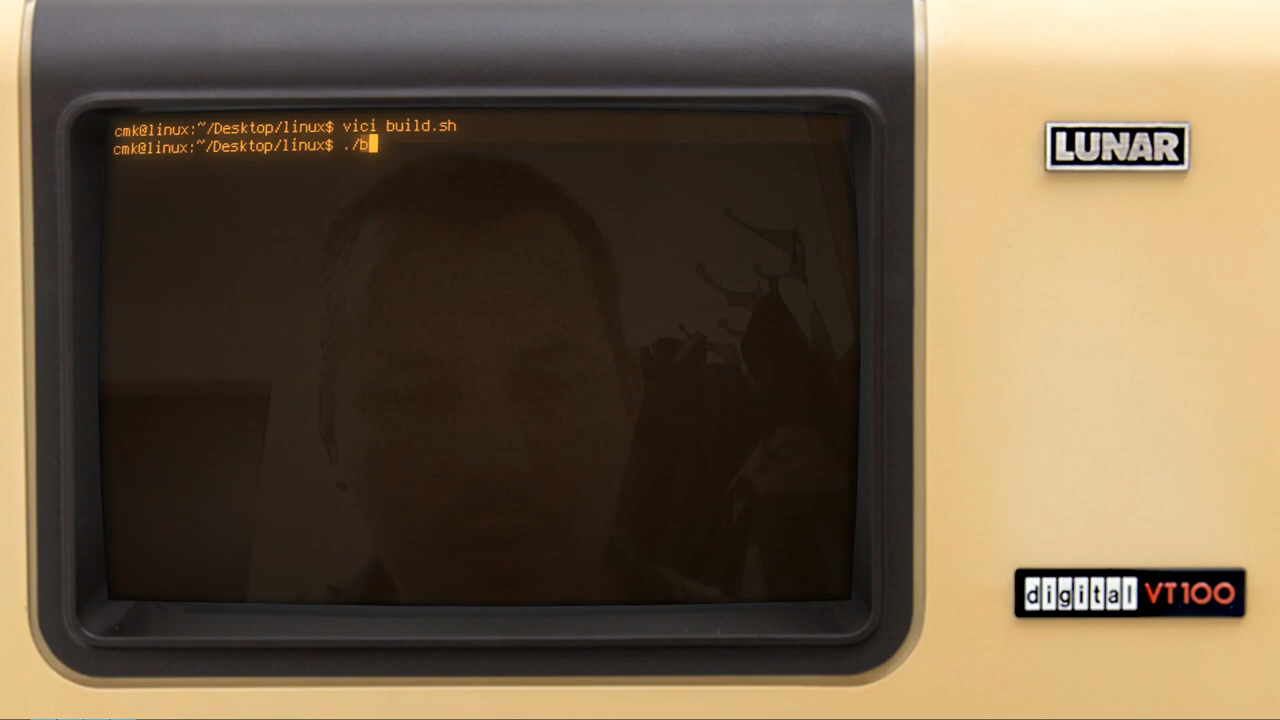 cmk@linux:~/Desktop/linux$ vici build.sh
cmk@linux:~/Desktop/linux$ ./b
LUNAR
digital VT100